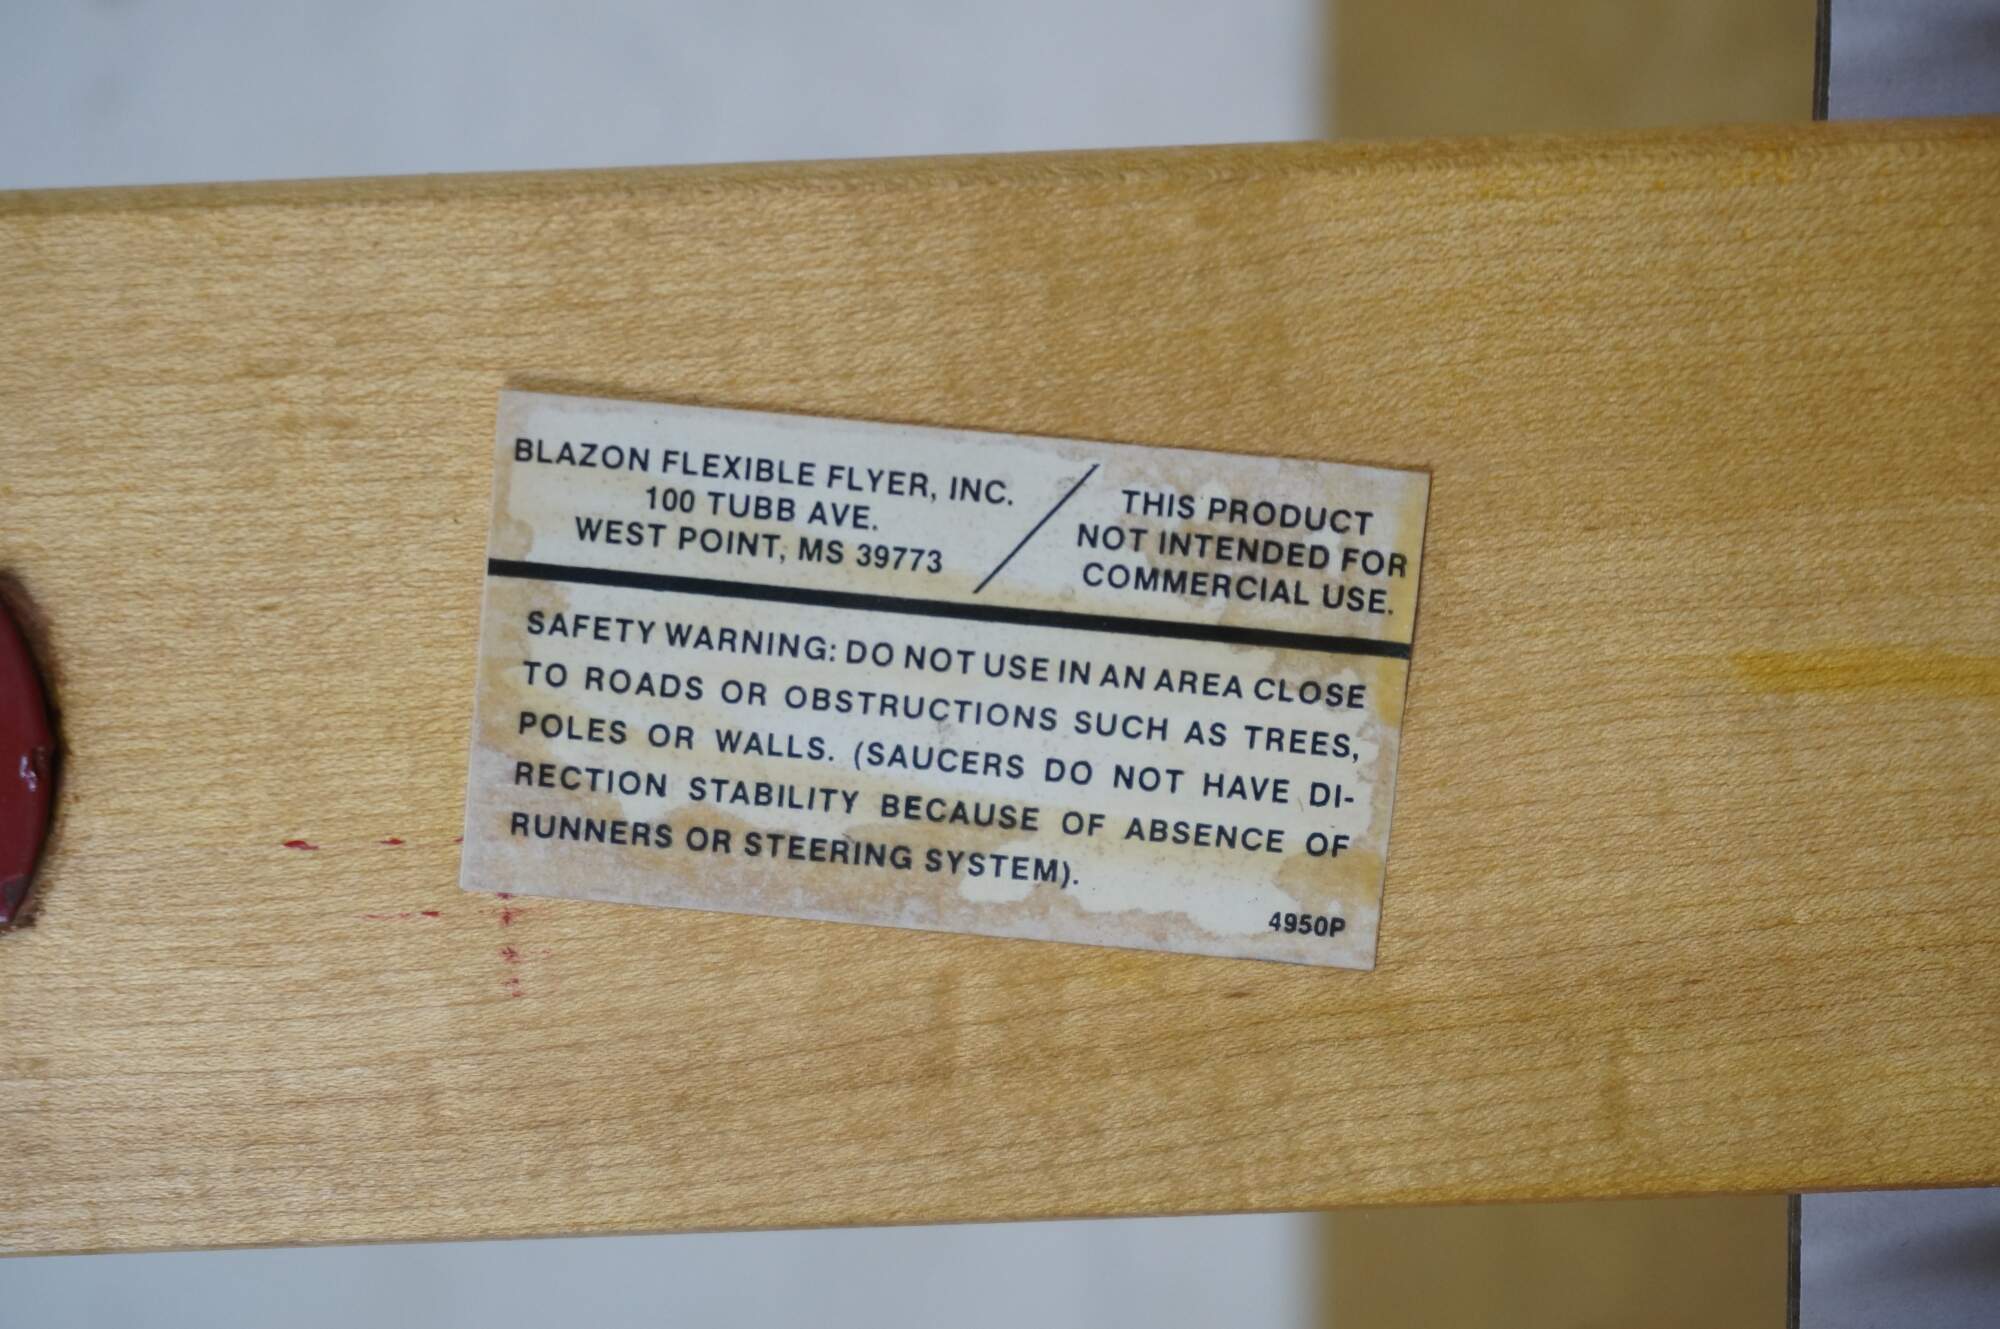 BLAZON FLEXIBLE FLYER, INC.
100 TUBB AVE.
WEST POINT, MS 39773
THIS PRODUCT
NOT INTENDED FOR
COMMERCIAL USE.
SAFETY WARNING: DO NOT USE IN AN AREA CLOSE
TO ROADS OR OBSTRUCTIONS SUCH AS TREES,
POLES OR WALLS. (SAUCERS DO NOT HAVE DI-
RECTION STABILITY BECAUSE OF ABSENCE OF
RUNNERS OR STEERING SYSTEM).
4950P